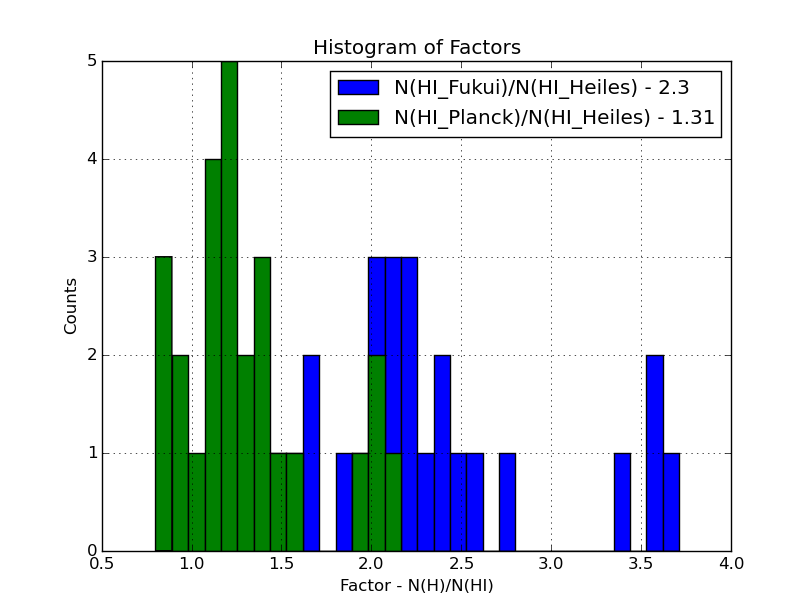 Histogram of Factors
N(HI_Fukui)/N(HI_Heiles) - 2.3
N(HI_Planck)/N(HI_Heiles) - 1.31
5
4
3
2
1
0
Counts
0.5 1.0 1.5 2.0 2.5 3.0 3.5 4.0
Factor - N(H)/N(HI)